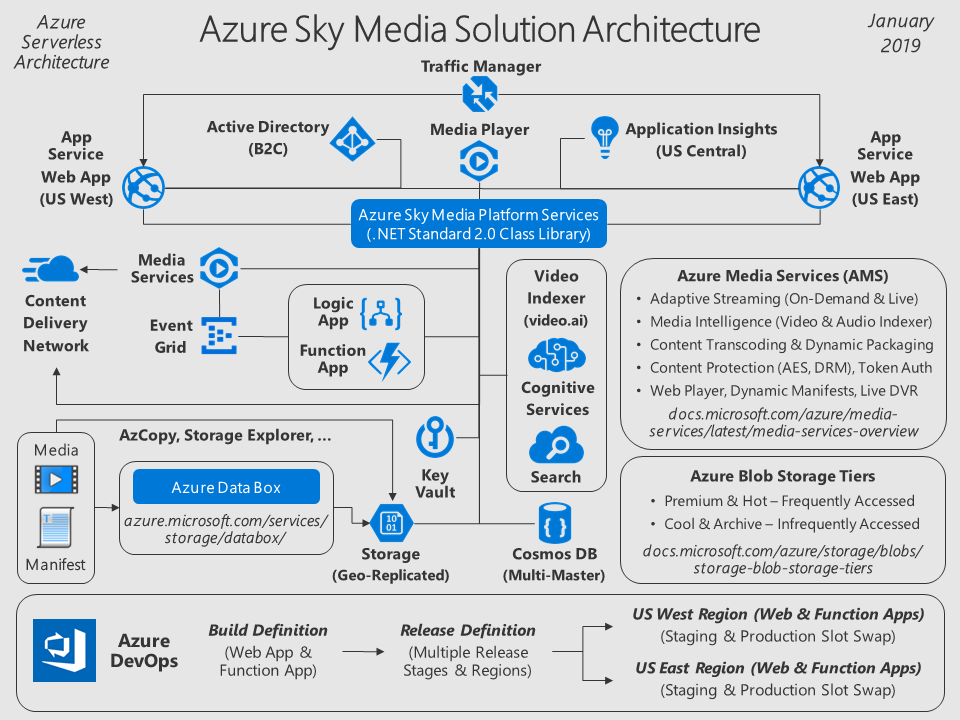 Azure
Serverless
Architecture
Azure Sky Media Solution Architecture
January
2019
Traffic Manager
Active Directory
(B2C)
Media Player
Application Insights
(US Central)
App
Service
Web App
(US West)
App
Service
Web App
(US East)
Azure Sky Media Platform Services
(.NET Standard 2.0 Class Library)
Media
Services
Content
Delivery
Network
Event
Grid
Logic
App
Function
App
Video
Indexer
(video.ai)
Cognitive
Services
Search
Azure Media Services (AMS)
• Adaptive Streaming (On-Demand & Live)
• Media Intelligence (Video & Audio Indexer)
• Content Transcoding & Dynamic Packaging
• Content Protection (AES, DRM), Token Auth
• Web Player, Dynamic Manifests, Live DVR
docs.microsoft.com/azure/media-
services/latest/media-services-overview
AzCopy, Storage Explorer, ...
Media
Manifest
Azure Data Box
azure.microsoft.com/services/
storage/databox/
Key
Vault
10
01
Storage
(Geo-Replicated)
Cosmos DB
(Multi-Master)
Azure Blob Storage Tiers
• Premium & Hot – Frequently Accessed
• Cool & Archive – Infrequently Accessed
docs.microsoft.com/azure/storage/blobs/
storage-blob-storage-tiers
Azure
DevOps
Build Definition
(Web App &
Function App)
Release Definition
(Multiple Release
Stages & Regions)
US West Region (Web & Function Apps)
(Staging & Production Slot Swap)
US East Region (Web & Function Apps)
(Staging & Production Slot Swap)